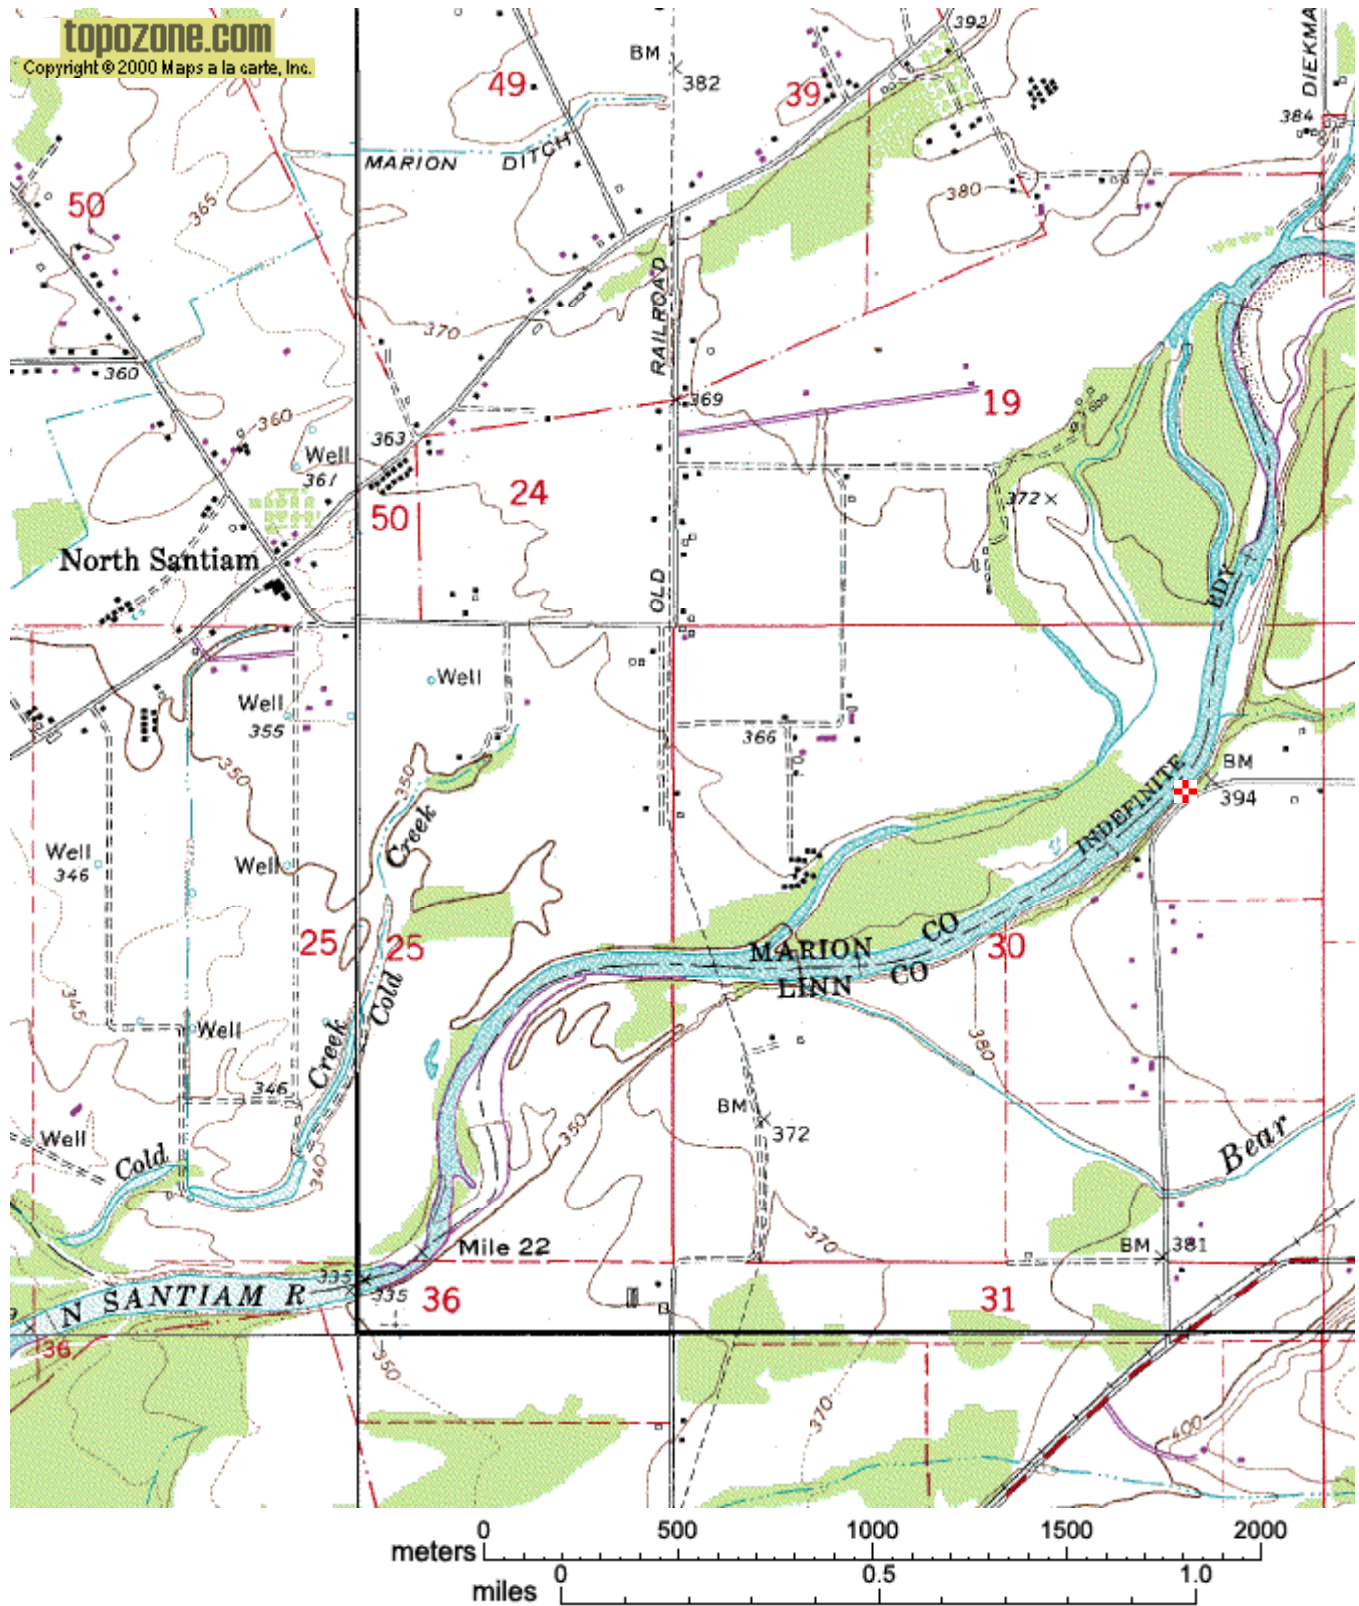 topozone.com
Copyright © 2000 Maps a la carte, Inc.
392
BM
382
49
39
DIEKMA
384
MARION DITCH
50
365
380
RAILROAD
370
360
369
19
360
363
Well
361
24
372
50
North Santiam
OLD
BDY
Well
Well
355
366
350
350
INDEFINITE
BM
394
Creek
Well
346
Well
25
25
MARION CO
LINN CO
30
345
Cold
Well
Creek
380
346
BM
372
350
Well
Cold
340
Bear
370
Mile 22
BM
381
335
335
N SANTIAM R
36
31
36
350
370
400
0 500 1000 1500 2000
meters
0 0.5 1.0
miles